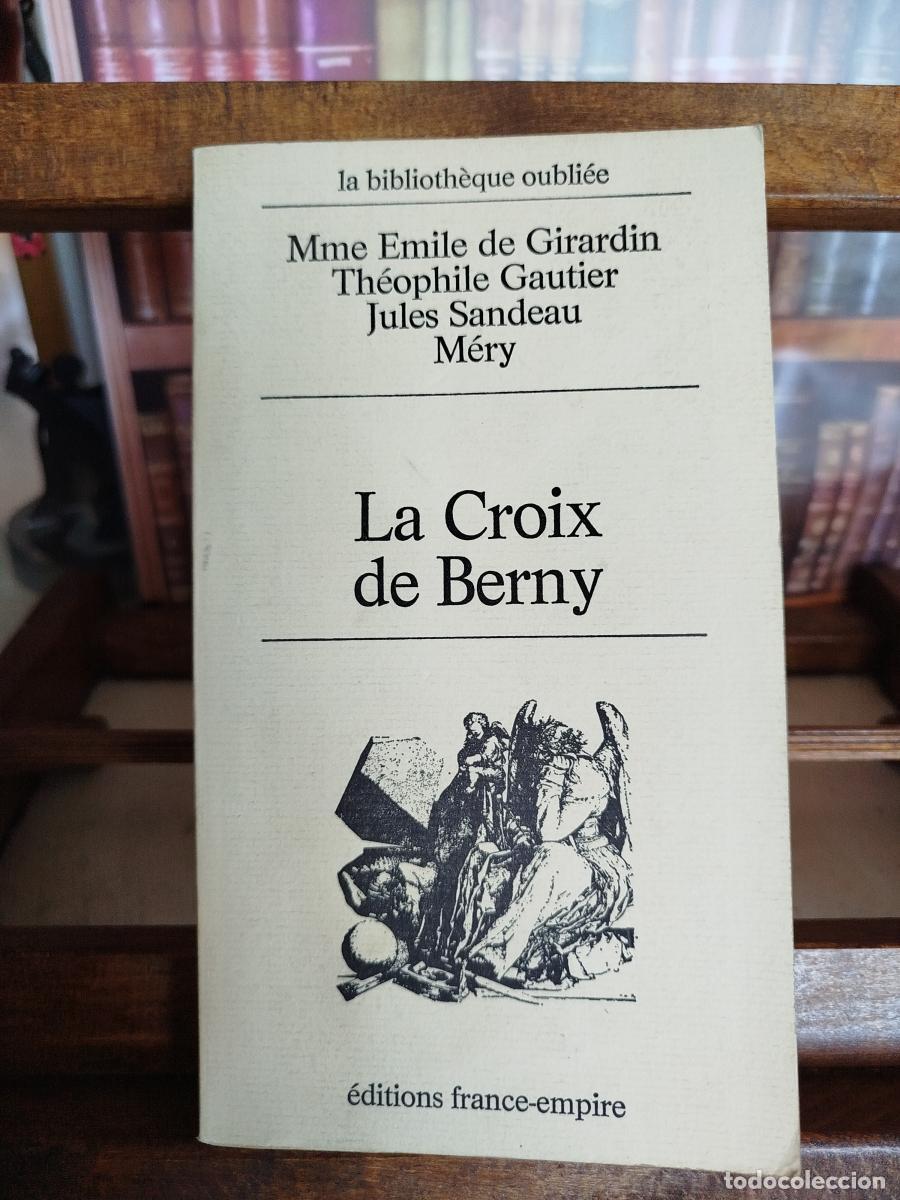 la bibliothèque oubliée
Mme Emile de Girardin
Théophile Gautier
Jules Sandeau
Méry
La Croix
de Berny
éditions france-empire
todocoleccion